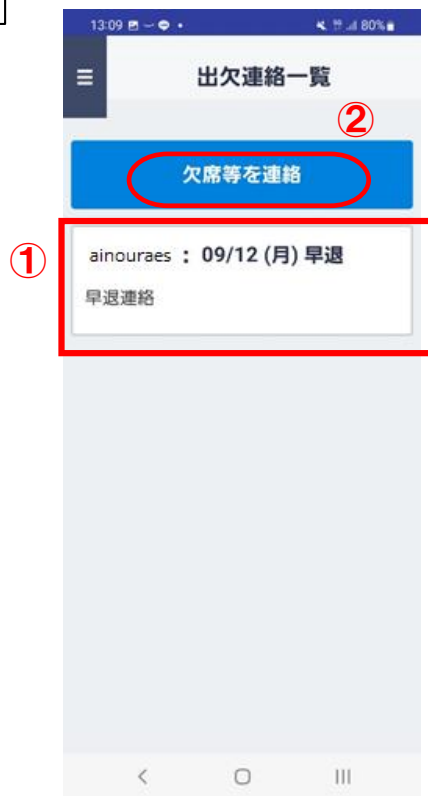 13:09 80%
出欠連絡一覧
②
欠席等を連絡
①
ainouraes : 09/12 (月) 早退
早退連絡